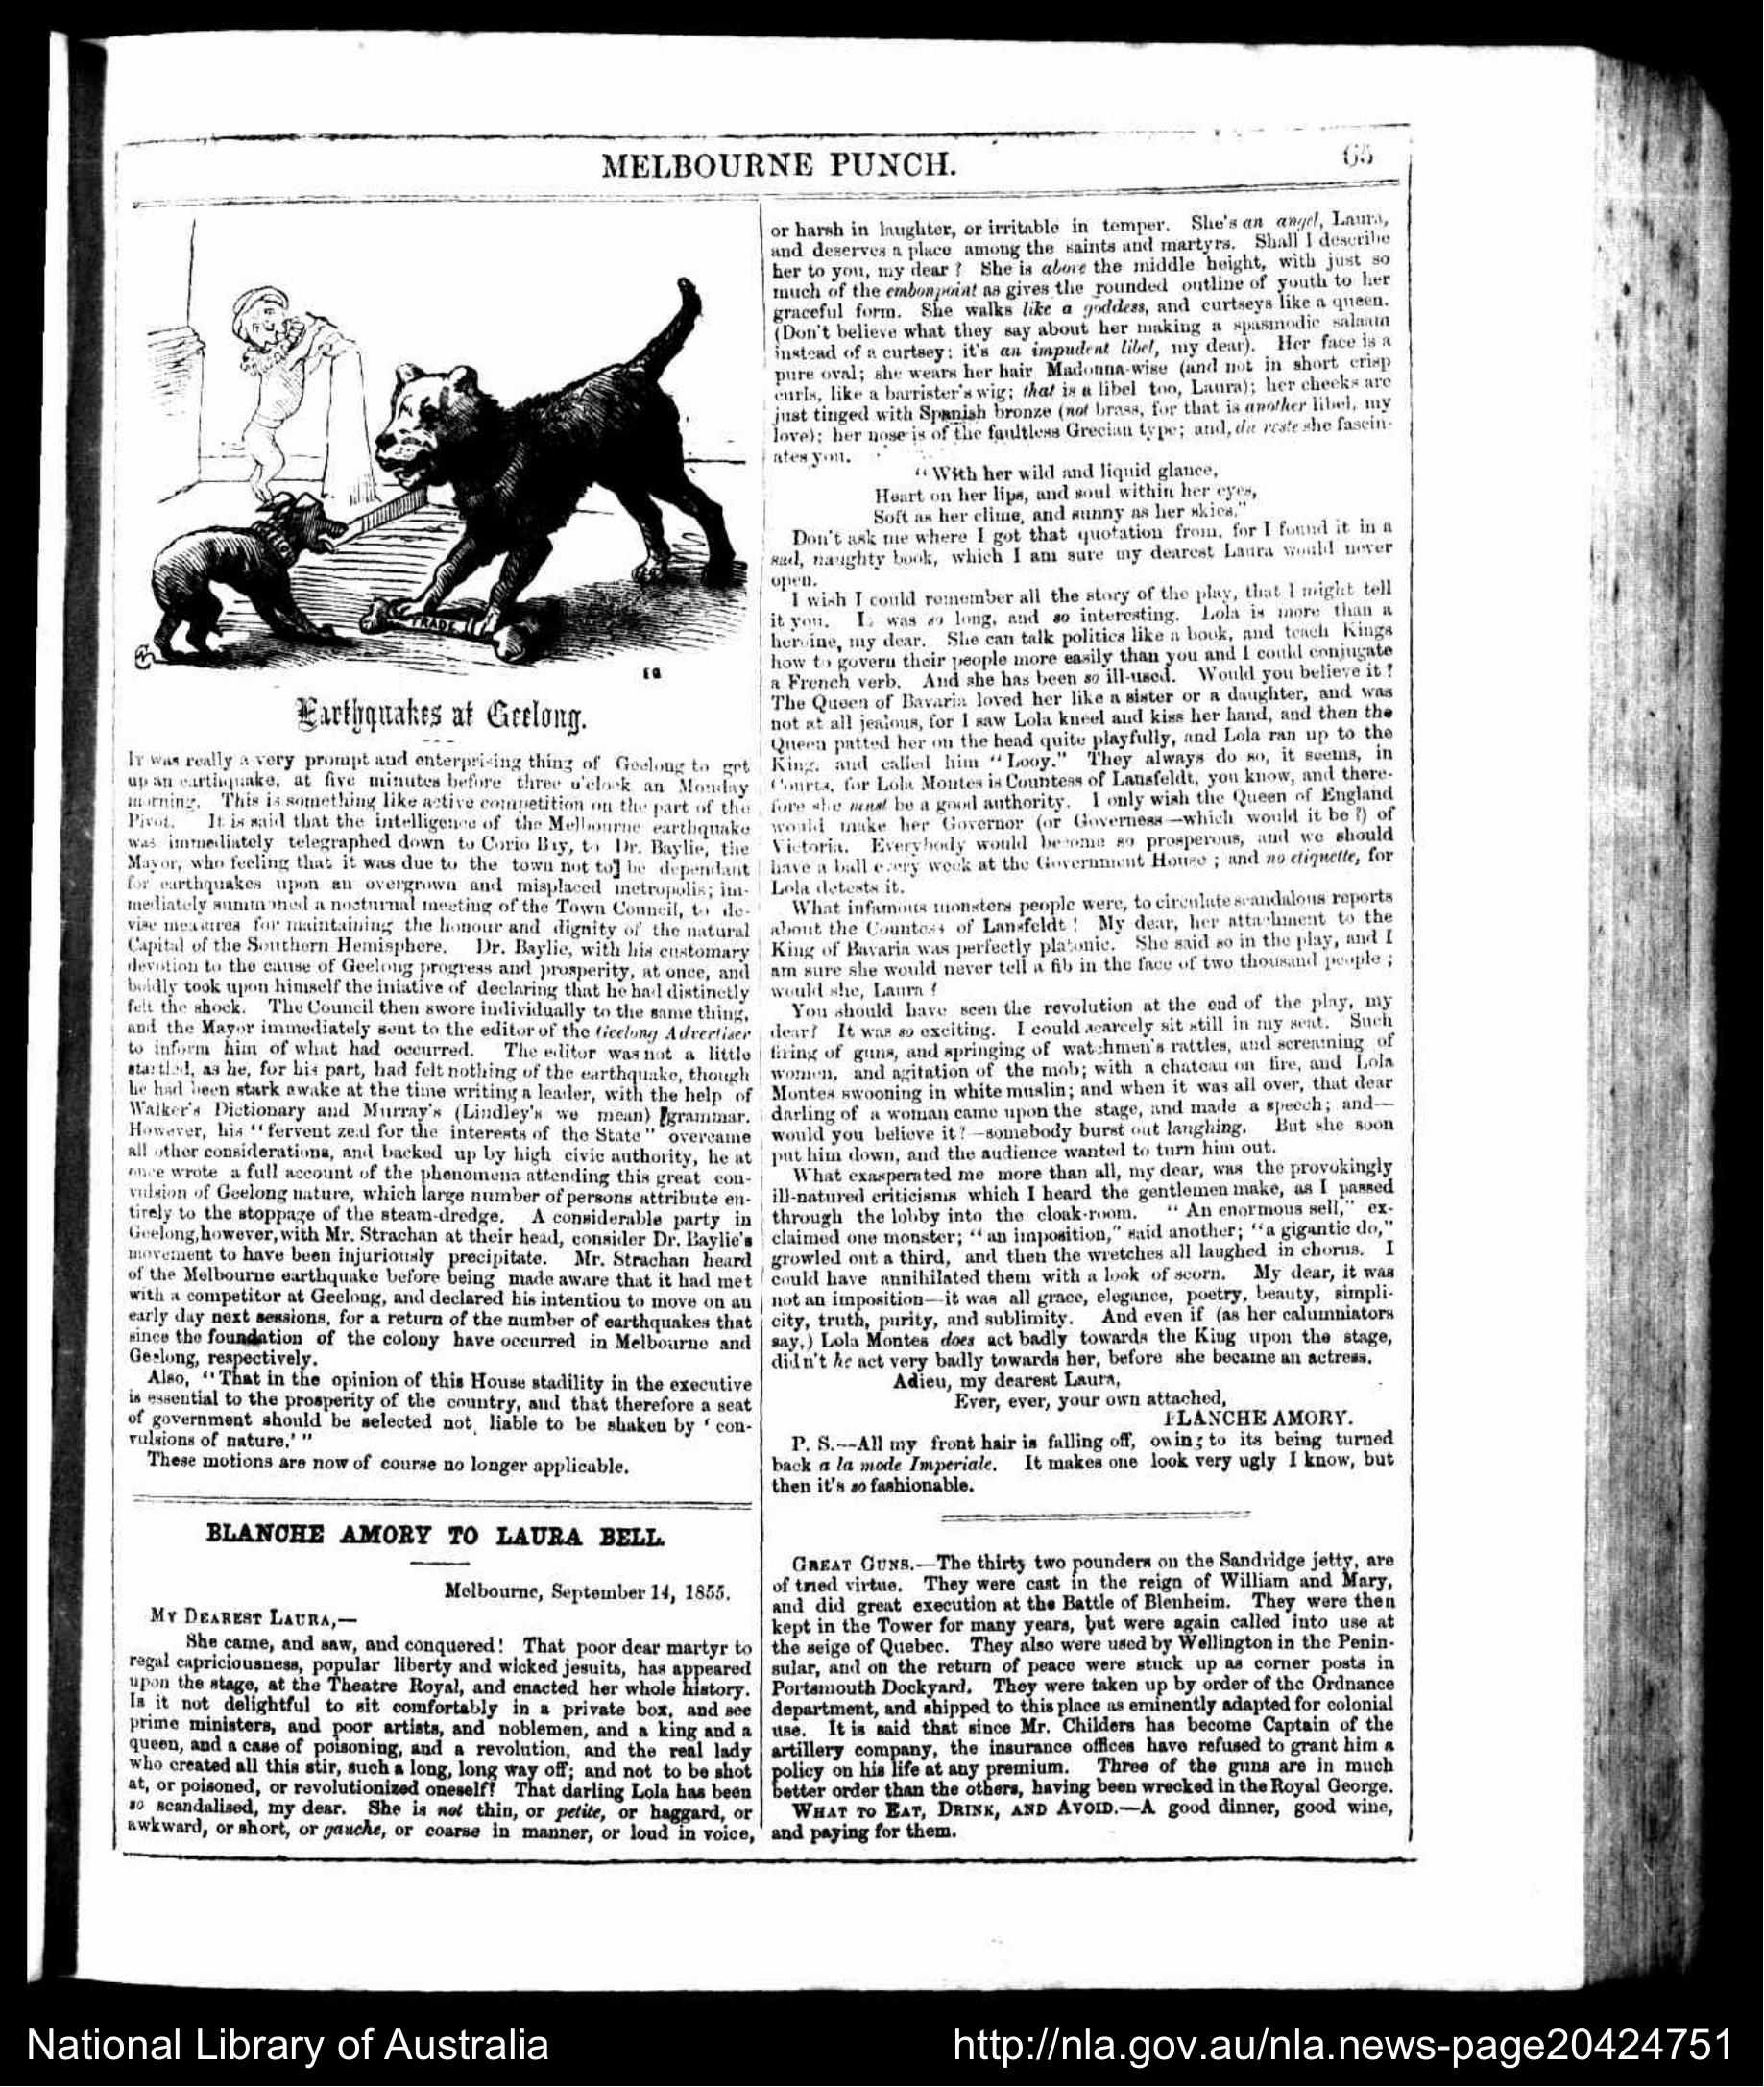 MELBOURNE PUNCH.
65
TRADE
EG
Earthquakes at Geelong.
IT was really a very prompt and enterprising thing of Geelong to get
up an earthquake, at five minutes before three o'clock an Monday
morning. This is something like active competition on the part of the
Pivot. It is said that the intelligence of the Melbourne earthquake
was immediately telegraphed down to Corio Bay, to Dr. Baylie, the
Mayor, who feeling that it was due to the town not to be dependant
for earthquakes upon an overgrown and misplaced metropolis; im-
mediately summoned a nocturnal meeting of the Town Council, to de-
vise measures for maintaining the honour and dignity of the natural
Capital of the Southern Hemisphere. Dr. Baylie, with his customary
devotion to the cause of Geelong progress and prosperity, at once, and
boldly took upon himself the iniative of declaring that he had distinctly
felt the shock. The Council then swore individually to the same thing,
and the Mayor immediately sent to the editor of the Geelong Advertiser
to inform him of what had occurred. The editor was not a little
startled, as he, for his part, had felt nothing of the earthquake, though
he had been stark awake at the time writing a leader, with the help of
Walker's Dictionary and Murray's (Lindley's we mean) grammar.
However, his "fervent zeal for the interests of the State" overcame
all other considerations, and backed up by high civic authority, he at
once wrote a full account of the phenomena attending this great con-
vulsion of Geelong nature, which large number of persons attribute en-
tirely to the stoppage of the steam-dredge. A considerable party in
Geelong, however, with Mr. Strachan at their head, consider Dr. Baylie's
movement to have been injuriously precipitate. Mr. Strachan heard
of the Melbourne earthquake before being made aware that it had met
with a competitor at Geelong, and declared his intention to move on an
early day next sessions, for a return of the number of earthquakes that
since the foundation of the colony have occurred in Melbourne and
Geelong, respectively.
Also, "That in the opinion of this House stadility in the executive
is essential to the prosperity of the country, and that therefore a seat
of government should be selected not liable to be shaken by 'con-
vulsions of nature.'"
These motions are now of course no longer applicable.
BLANCHE AMORY TO LAURA BELL.
Melbourne, September 14, 1855.
MY DEAREST LAURA,—
She came, and saw, and conquered! That poor dear martyr to
regal capriciousness, popular liberty and wicked jesuits, has appeared
upon the stage, at the Theatre Royal, and enacted her whole history.
Is it not delightful to sit comfortably in a private box, and see
prime ministers, and poor artists, and noblemen, and a king and a
queen, and a case of poisoning, and a revolution, and the real lady
who created all this stir, such a long, long way off; and not to be shot
at, or poisoned, or revolutionized oneself? That darling Lola has been
so scandalised, my dear. She is not thin, or petite, or haggard, or
awkward, or short, or gauche, or coarse in manner, or loud in voice,
or harsh in laughter, or irritable in temper. She's an angel, Laura,
and deserves a place among the saints and martyrs. Shall I describe
her to you, my dear? She is above the middle height, with just so
much of the embonpoint as gives the rounded outline of youth to her
graceful form. She walks like a goddess, and curtseys like a queen.
(Don't believe what they say about her making a spasmodic salaam
instead of a curtsey: it's an impudent libel, my dear). Her face is a
pure oval; she wears her hair Madonna-wise (and not in short crisp
curls, like a barrister's wig; that is a libel too, Laura); her cheeks are
just tinged with Spanish bronze (not brass, for that is another libel, my
love); her nose is of the faultless Grecian type; and, du reste she fascin-
ates you.
"With her wild and liquid glance,
Heart on her lips, and soul within her eyes,
Soft as her clime, and sunny as her skies."
Don't ask me where I got that quotation from, for I found it in a
sad, naughty book, which I am sure my dearest Laura would never
open.
I wish I could remember all the story of the play, that I might tell
it you. It was so long, and so interesting. Lola is more than a
heroine, my dear. She can talk politics like a book, and teach Kings
how to govern their people more easily than you and I could conjugate
a French verb. And she has been so ill-used. Would you believe it?
The Queen of Bavaria loved her like a sister or a daughter, and was
not at all jealous, for I saw Lola kneel and kiss her hand, and then the
Queen patted her on the head quite playfully, and Lola ran up to the
King, and called him "Looy." They always do so, it seems, in
Courts, for Lola Montes is Countess of Lansfeldt, you know, and there-
fore she must be a good authority. I only wish the Queen of England
would make her Governor (or Governess—which would it be?) of
Victoria. Everybody would become so prosperous, and we should
have a ball every week at the Government House; and no etiquette, for
Lola detests it.
What infamous monsters people were, to circulate scandalous reports
about the Countess of Lansfeldt! My dear, her attachment to the
King of Bavaria was perfectly platonic. She said so in the play, and I
am sure she would never tell a fib in the face of two thousand people;
would she, Laura?
You should have seen the revolution at the end of the play, my
dear! It was so exciting. I could scarcely sit still in my seat. Such
firing of guns, and springing of watchmen's rattles, and screaming of
women, and agitation of the mob; with a chateau on fire, and Lola
Montes swooning in white muslin; and when it was all over, that dear
darling of a woman came upon the stage, and made a speech; and—
would you believe it?—somebody burst out laughing. But she soon
put him down, and the audience wanted to turn him out.
What exasperated me more than all, my dear, was the provokingly
ill-natured criticisms which I heard the gentlemen make, as I passed
through the lobby into the cloak-room. "An enormous sell," ex-
claimed one monster; "an imposition," said another; "a gigantic do,"
growled out a third, and then the wretches all laughed in chorus. I
could have annihilated them with a look of scorn. My dear, it was
not an imposition—it was all grace, elegance, poetry, beauty, simpli-
city, truth, purity, and sublimity. And even if (as her calumniators
say,) Lola Montes does act badly towards the King upon the stage,
didn't he act very badly towards her, before she became an actress.
Adieu, my dearest Laura,
Ever, ever, your own attached,
BLANCHE AMORY.
P. S.—All my front hair is falling off, owing to its being turned
back a la mode Imperiale. It makes one look very ugly I know, but
then it's so fashionable.
GREAT GUNS.—The thirty two pounders on the Sandridge jetty, are
of tried virtue. They were cast in the reign of William and Mary,
and did great execution at the Battle of Blenheim. They were then
kept in the Tower for many years, but were again called into use at
the seige of Quebec. They also were used by Wellington in the Penin-
sular, and on the return of peace were stuck up as corner posts in
Portsmouth Dockyard. They were taken up by order of the Ordnance
department, and shipped to this place as eminently adapted for colonial
use. It is said that since Mr. Childers has become Captain of the
artillery company, the insurance offices have refused to grant him a
policy on his life at any premium. Three of the guns are in much
better order than the others, having been wrecked in the Royal George.
WHAT TO EAT, DRINK, AND AVOID.—A good dinner, good wine,
and paying for them.
National Library of Australia
http://nla.gov.au/nla.news-page20424751